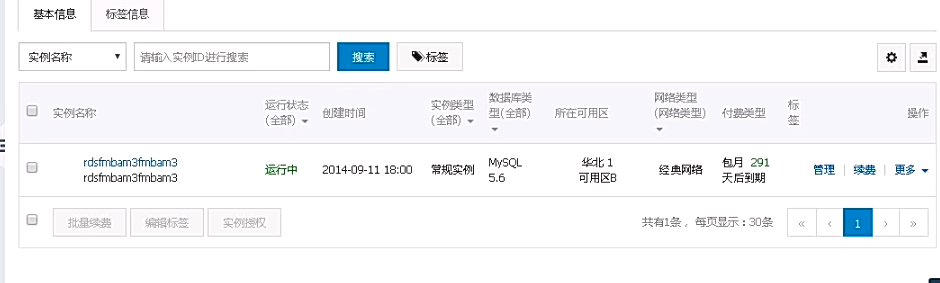 基本信息 标签信息
实例名称 请输入实例ID进行搜索 搜索 标签
实例名称 运行状态(全部) 创建时间 实例类型(全部) 数据库类型(全部) 所在可用区 网络类型(网络类型) 付费类型 标签 操作
rdsfmbam3fmbam3
rdsfmbam3fmbam3
运行中 2014-09-11 18:00 常规实例 MySQL 5.6 华北 1 可用区B 经典网络 包月 291 天后到期 管理 | 续费 | 更多
批量续费 编辑标签 实例授权 共有1条，每页显示：30条 « ‹ 1 › »